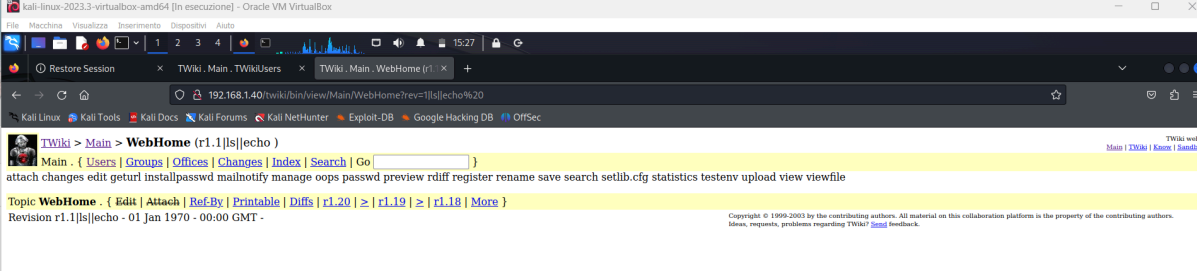 kali-linux-2023.3-virtualbox-amd64 [In esecuzione] - Oracle VM VirtualBox
File Macchina Visualizza Inserimento Dispositivi Aiuto
1 2 3 4 15:27
Restore Session × TWiki . Main . TWikiUsers × TWiki . Main . WebHome (r1.1 × +
192.168.1.40/twiki/bin/view/Main/WebHome?rev=1|ls||echo%20
Kali Linux Kali Tools Kali Docs Kali Forums Kali NetHunter Exploit-DB Google Hacking DB OffSec
TWiki > Main > WebHome (r1.1|ls||echo ) TWiki web
Main | TWiki | Know | Sandb
Main . { Users | Groups | Offices | Changes | Index | Search | Go }
attach changes edit geturl installpasswd mailnotify manage oops passwd preview rdiff register rename save search setlib.cfg statistics testenv upload view viewfile
Topic WebHome . { Edit | Attach | Ref-By | Printable | Diffs | r1.20 | > | r1.19 | > | r1.18 | More }
Revision r1.1|ls||echo - 01 Jan 1970 - 00:00 GMT -
Copyright © 1999-2003 by the contributing authors. All material on this collaboration platform is the property of the contributing authors.
Ideas, requests, problems regarding TWiki? Send feedback.